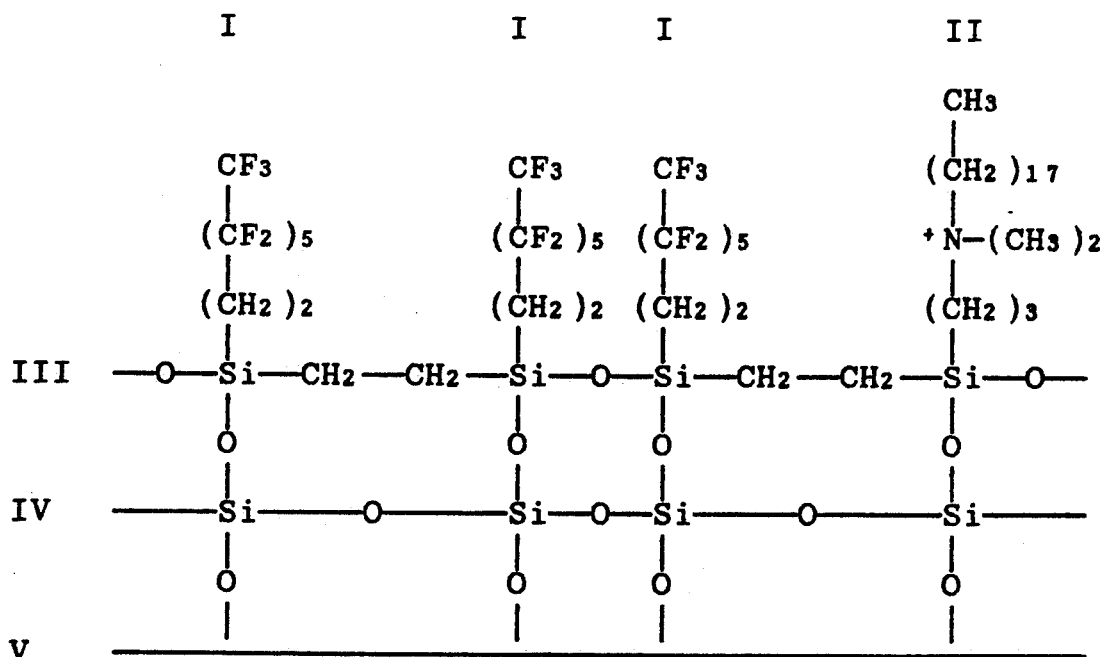 I I I II
CH3
CF3 CF3 CF3 (CH2)17
(CF2)5 (CF2)5 (CF2)5 +N—(CH3)2
(CH2)2 (CH2)2 (CH2)2 (CH2)3
III —O—Si—CH2—CH2—Si—O—Si—CH2—CH2—Si—O—
O O O O
IV —Si—O—Si—O—Si—O—Si—
O O O O
V